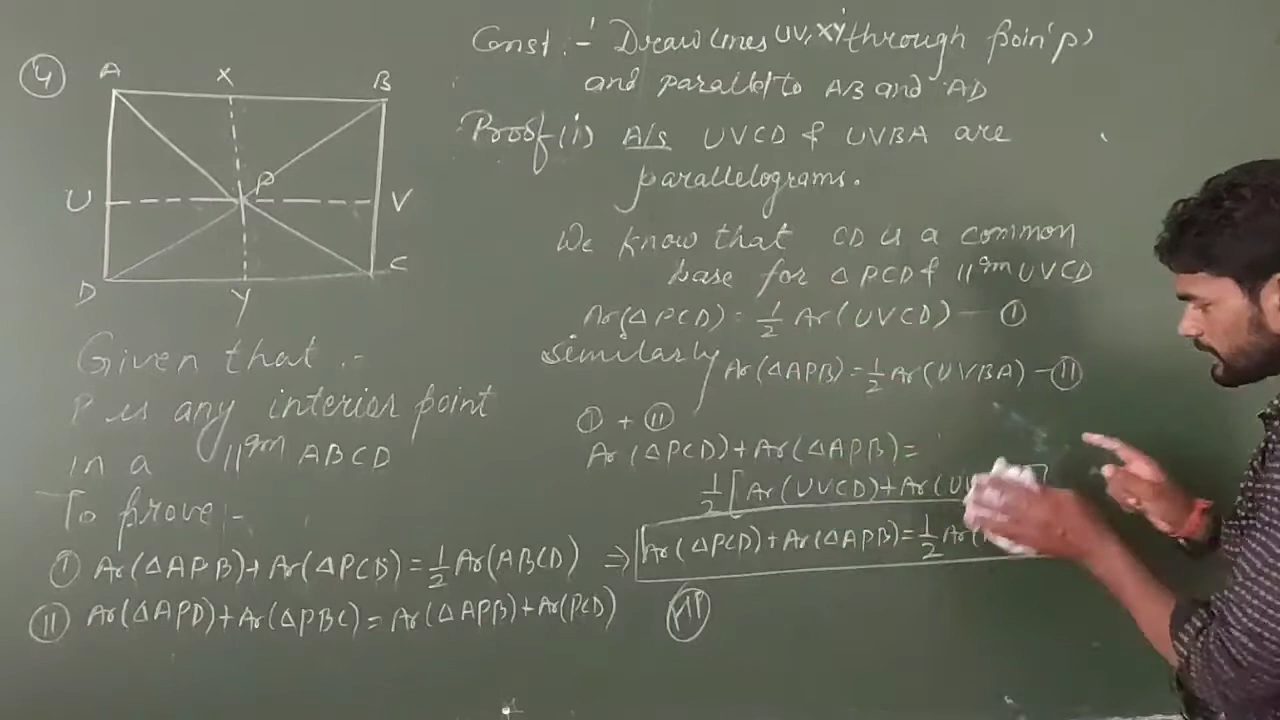 4
A X B
U P V
D Y C
Given that :-
P is any interior point
in a ||gm ABCD
To prove :-
① Ar(△APB)+Ar(△PCD)=1/2 Ar(ABCD)
⑪ Ar(△APD)+Ar(△PBC)=Ar(△APB)+Ar(PCD)
Const :- Draw lines UV, XY through poin'p'
and parallel to AB and AD
Proof (i) A/s UVCD & UVBA are
parallelograms.
We know that CD is a common
base for △PCD & ||gm UVCD
Ar(△PCD)=1/2 Ar(UVCD) — ①
similarly Ar(△APB)=1/2 Ar(UVBA) — ⑪
① + ⑪
Ar(△PCD)+Ar(△APB)=
1/2 [Ar(UVCD)+Ar(UV
⇒ Ar(△PCD)+Ar(△APB)=1/2 Ar(